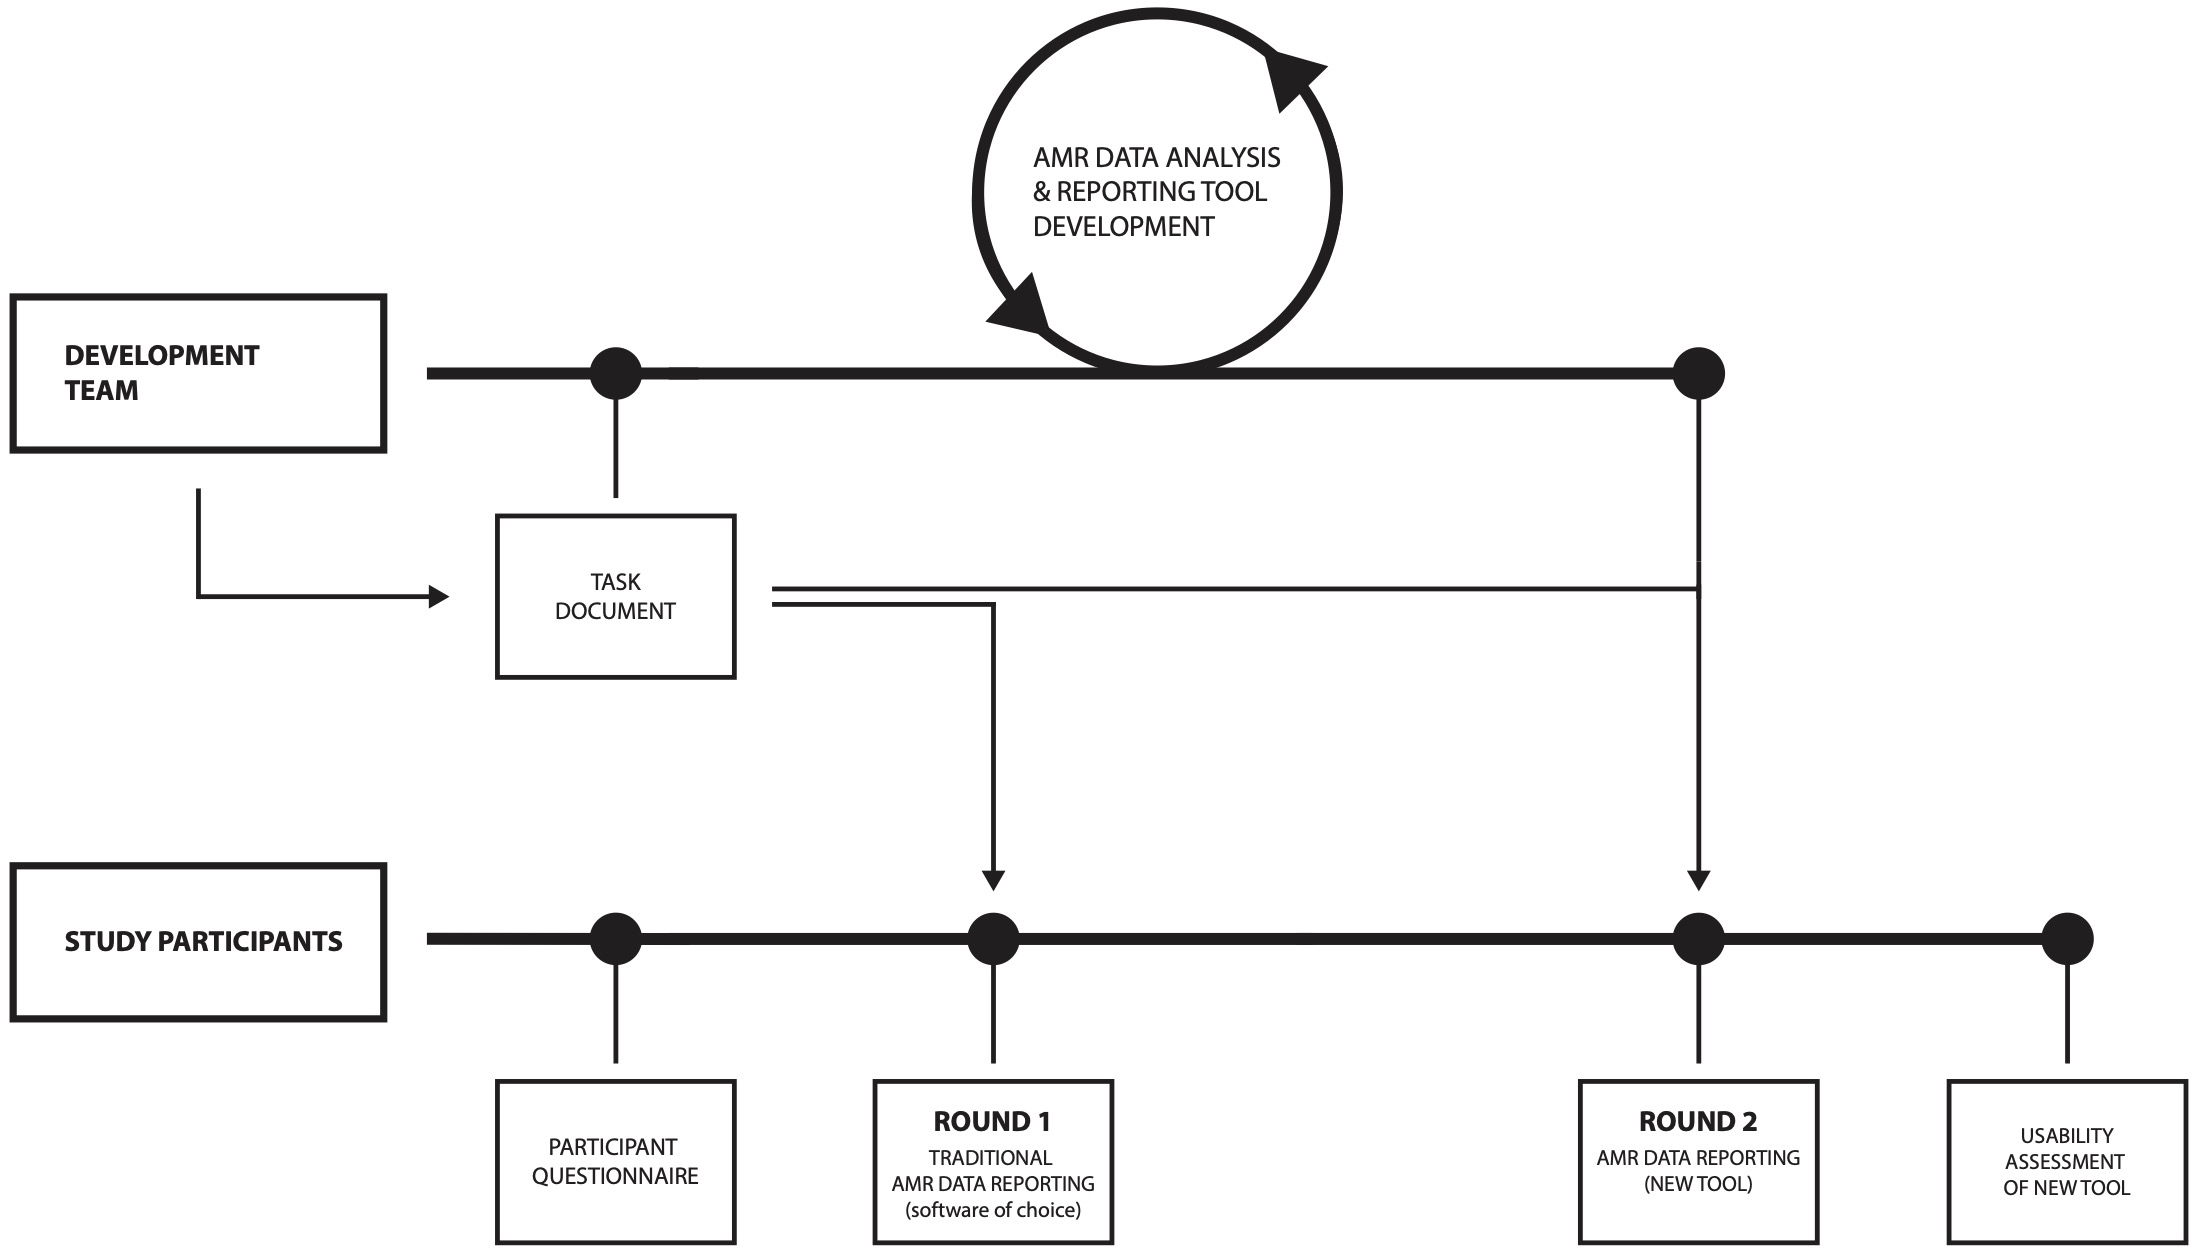 AMR DATA ANALYSIS
& REPORTING TOOL
DEVELOPMENT
DEVELOPMENT
TEAM
TASK
DOCUMENT
STUDY PARTICIPANTS
PARTICIPANT
QUESTIONNAIRE
ROUND 1
TRADITIONAL
AMR DATA REPORTING
(software of choice)
ROUND 2
AMR DATA REPORTING
(NEW TOOL)
USABILITY
ASSESSMENT
OF NEW TOOL